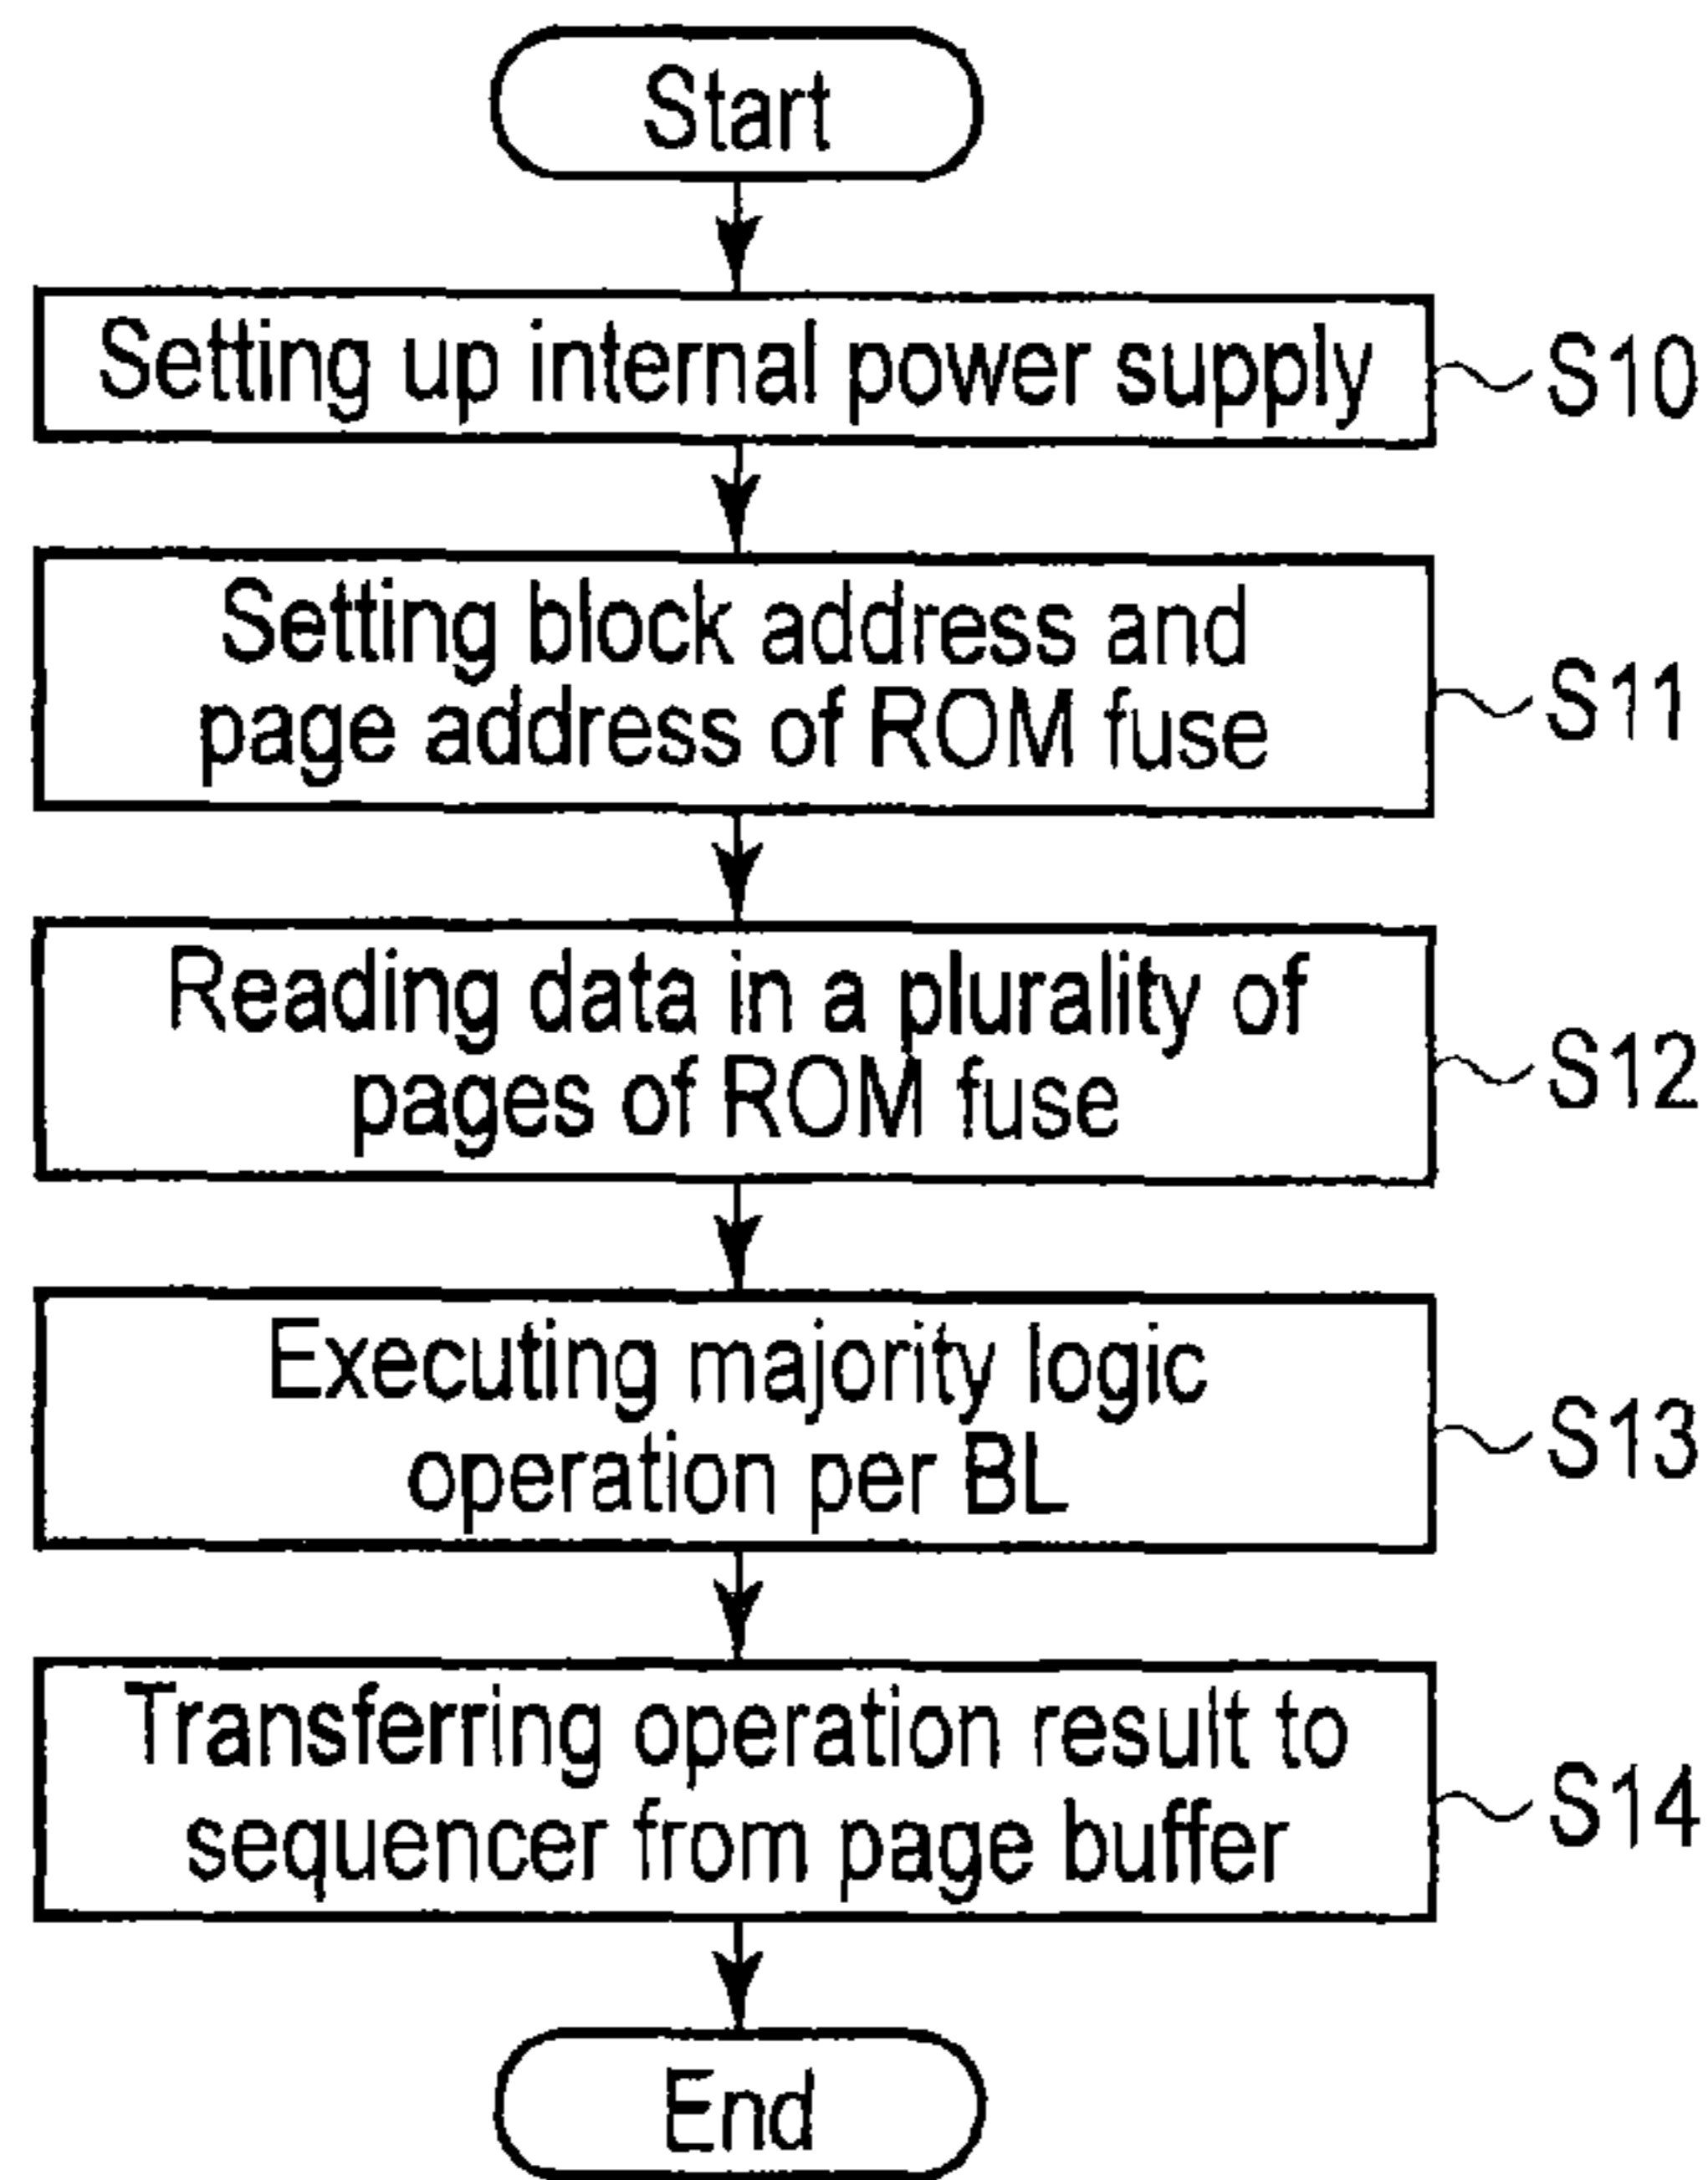 Start
Setting up internal power supply
S10
Setting block address and
page address of ROM fuse
S11
Reading data in a plurality of
pages of ROM fuse
S12
Executing majority logic
operation per BL
S13
Transferring operation result to
sequencer from page buffer
S14
End